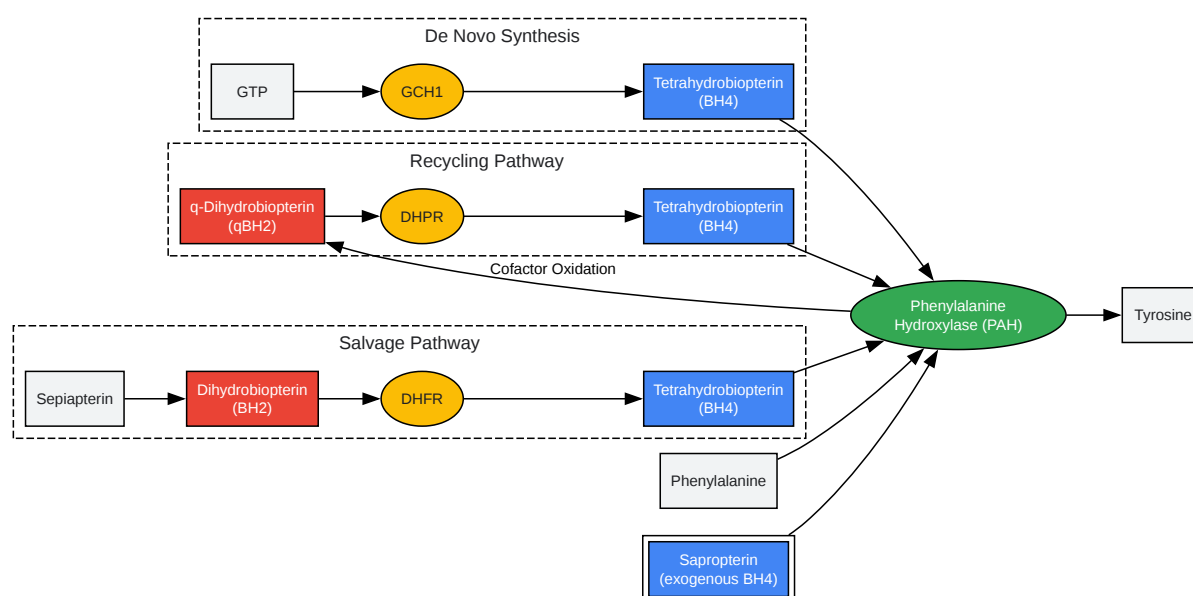 De Novo Synthesis
GTP
GCH1
Tetrahydrobiopterin
(BH4)
Recycling Pathway
q-Dihydrobiopterin
(qBH2)
DHPR
Tetrahydrobiopterin
(BH4)
Cofactor Oxidation
Phenylalanine
Hydroxylase (PAH)
Tyrosine
Salvage Pathway
Sepiapterin
Dihydrobiopterin
(BH2)
DHFR
Tetrahydrobiopterin
(BH4)
Phenylalanine
Sapropterin
(exogenous BH4)